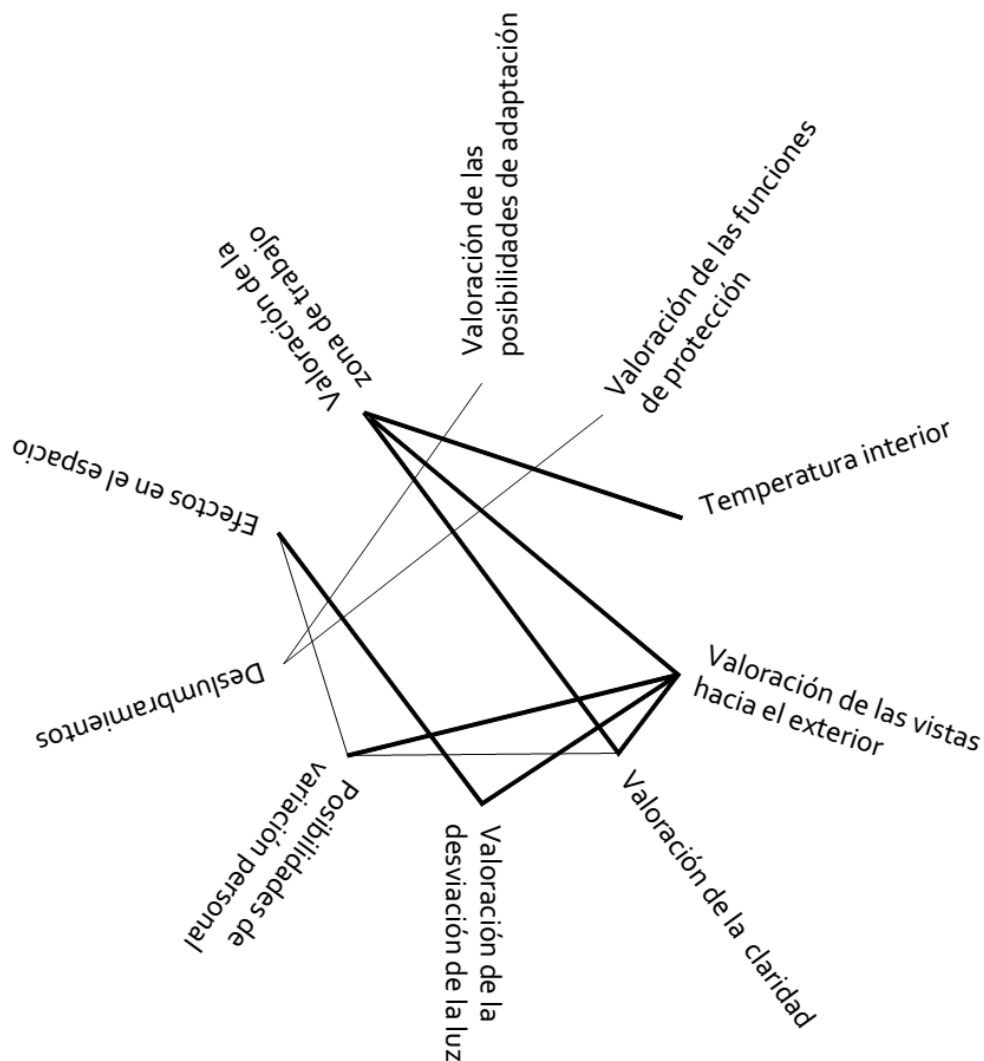 Valoración de las
posibilidades de adaptación
Valoración de las funciones
de protección
Temperatura interior
Valoración de las vistas
hacia el exterior
Valoración de la claridad
Valoración de la
desviación de la luz
Posibilidades de
variación personal
Deslumbramientos
Efectos en el espacio
Valoración de la
zona de trabajo